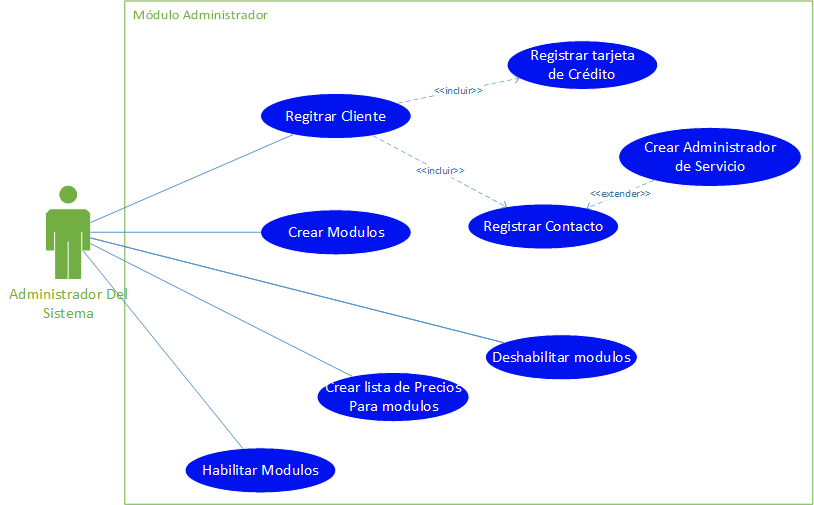 Módulo Administrador
Registrar tarjeta
de Crédito
<<incluir>>
Regitrar Cliente
Crear Administrador
de Servicio
<<incluir>>
<<extender>>
Registrar Contacto
Crear Modulos
Administrador Del
Sistema
Deshabilitar modulos
Crear lista de Precios
Para modulos
Habilitar Modulos